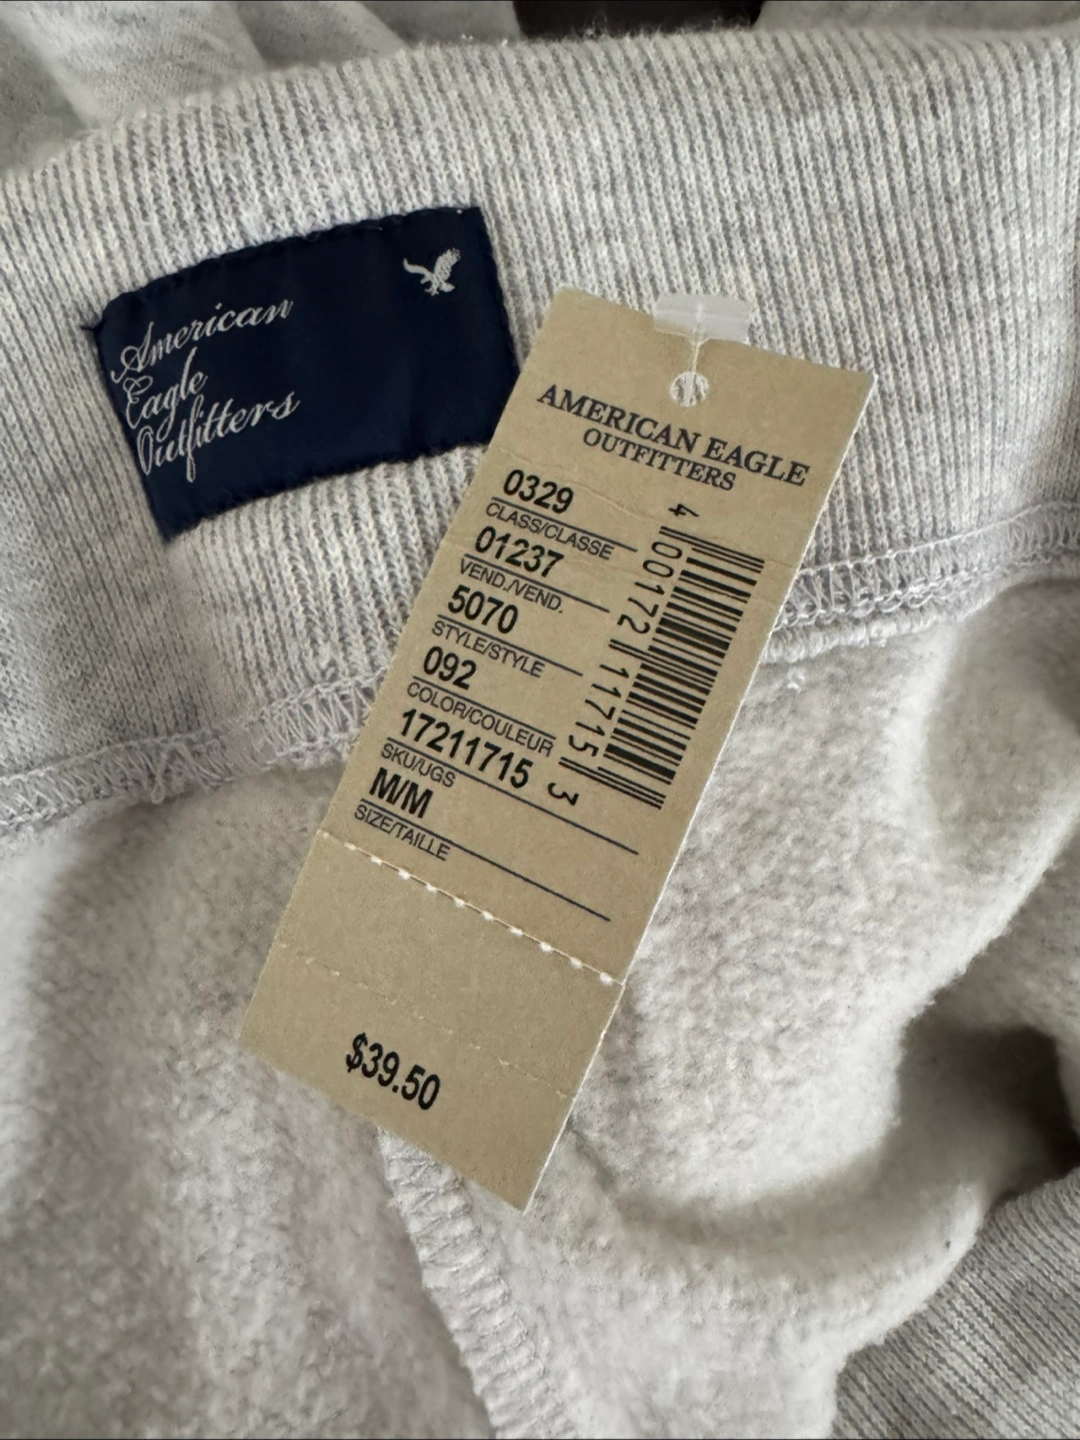 American
Eagle
Outfitters
AMERICAN EAGLE
OUTFITTERS
0329
CLASS/CLASSE
01237
VEND./VEND.
5070
STYLE/STYLE
092
COLOR/COULEUR
17211715
SKU/UGS
M/M
SIZE/TAILLE
4 00172 11715 3
$39.50